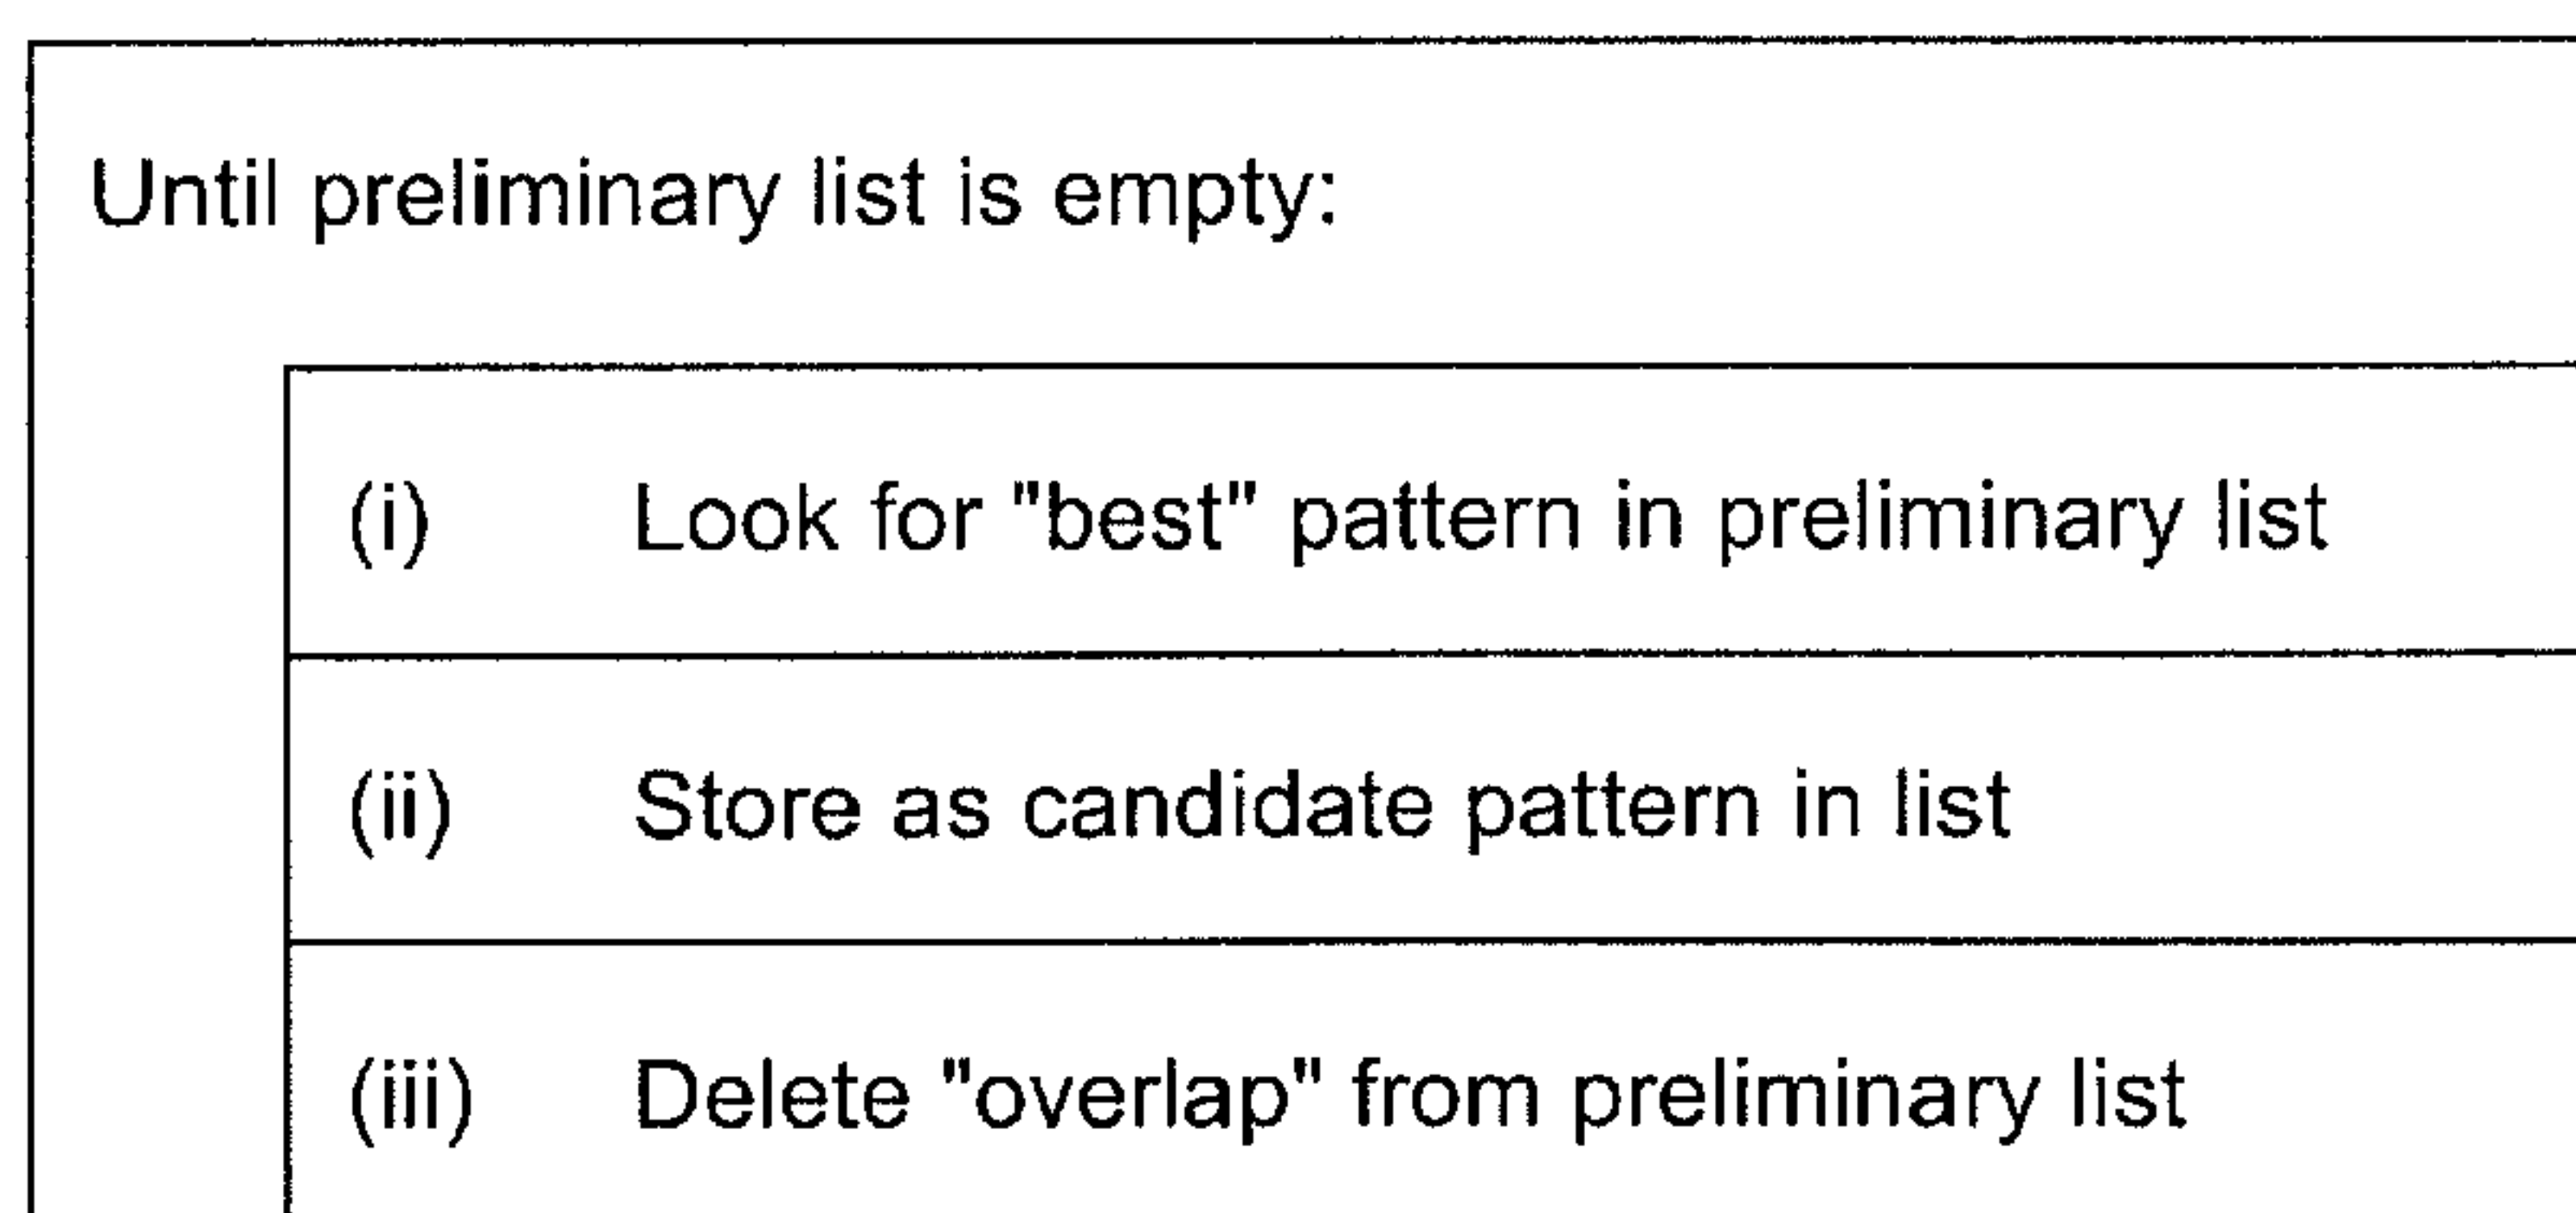 Until preliminary list is empty:
(i) Look for "best" pattern in preliminary list
(ii) Store as candidate pattern in list
(iii) Delete "overlap" from preliminary list